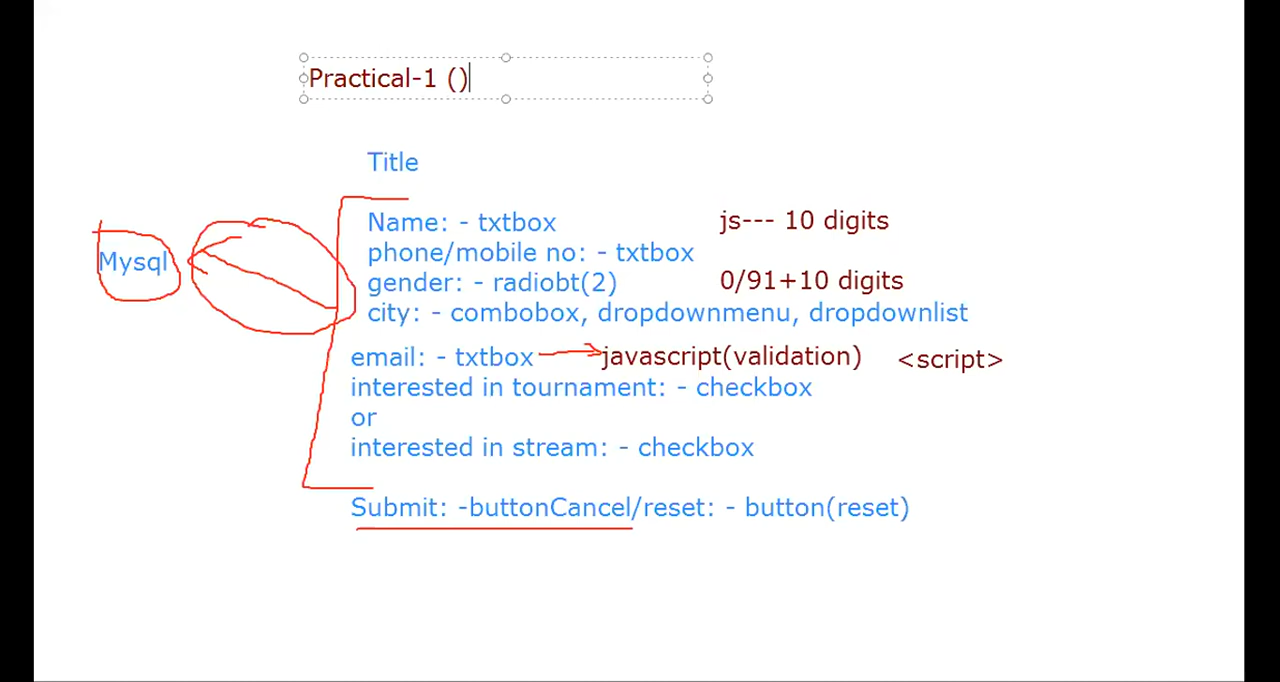 Practical-1 ()
Title
Name: - txtbox
js--- 10 digits
phone/mobile no: - txtbox
Mysql
gender: - radiobt(2)
0/91+10 digits
city: - combobox, dropdownmenu, dropdownlist
email: - txtbox
javascript(validation)
<script>
interested in tournament: - checkbox
or
interested in stream: - checkbox
Submit: -buttonCancel/reset: - button(reset)